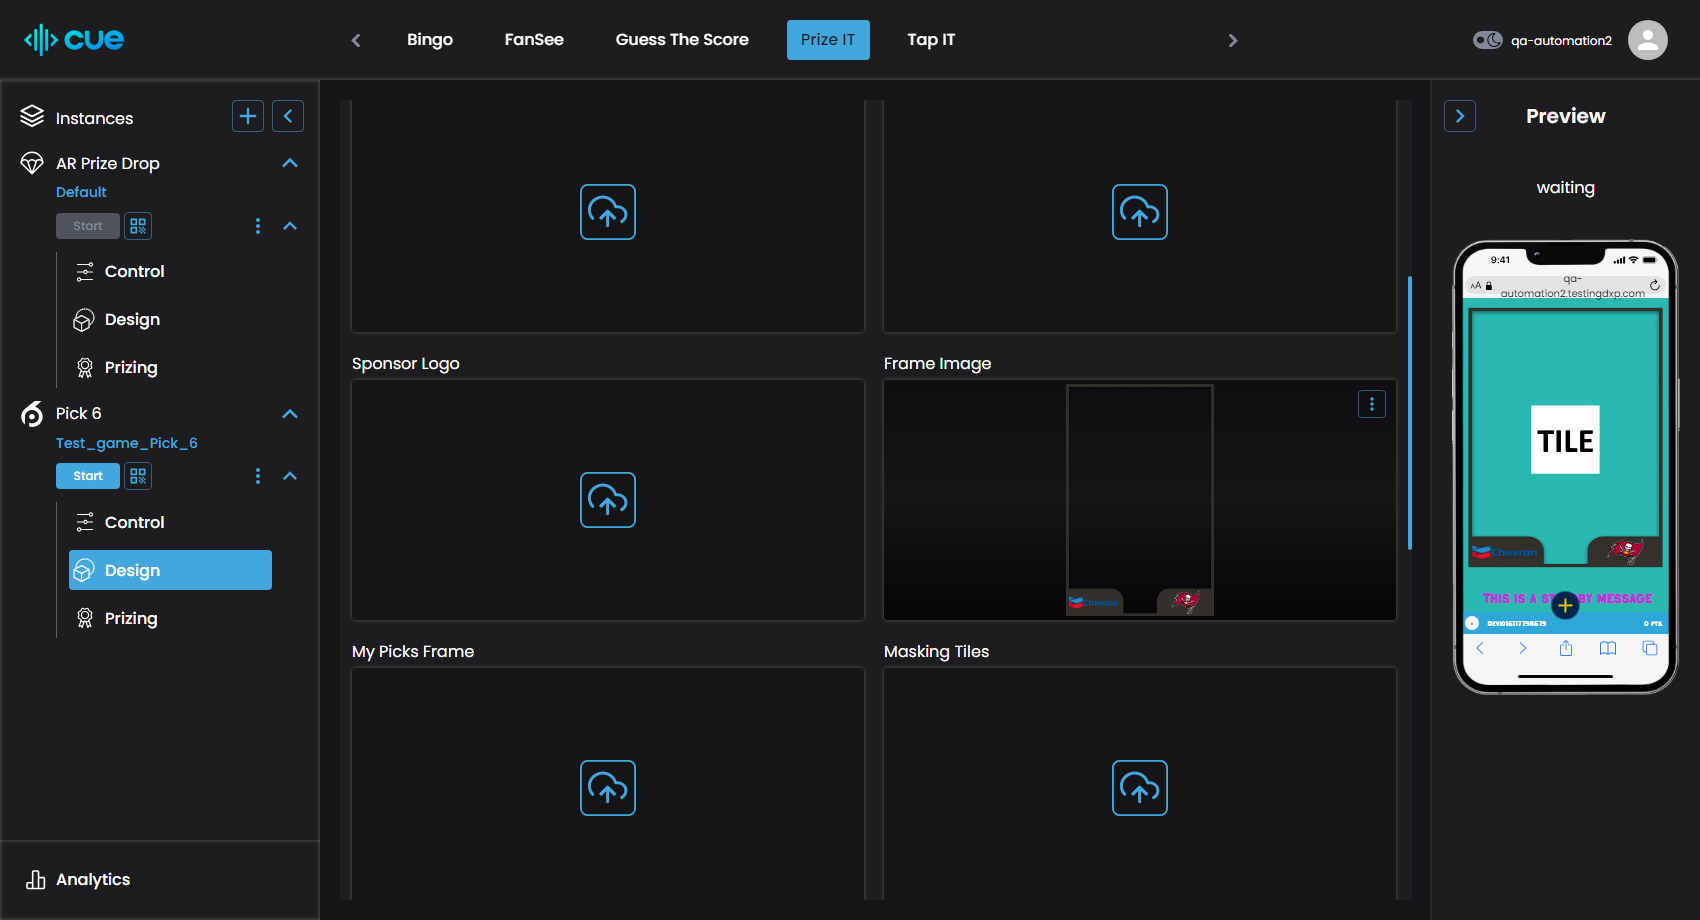 cue
Bingo
FanSee
Guess The Score
Prize IT
Tap IT
qa-automation2
Instances
AR Prize Drop
Default
Start
Control
Design
Prizing
Pick 6
Test_game_Pick_6
Start
Control
Design
Prizing
Analytics
Sponsor Logo
Frame Image
Chevron
My Picks Frame
Masking Tiles
Preview
waiting
9:41
AA
qa-
automation2.testingdxp.com
TILE
Chevron
THIS IS A ST BY MESSAGE
0 PTS.